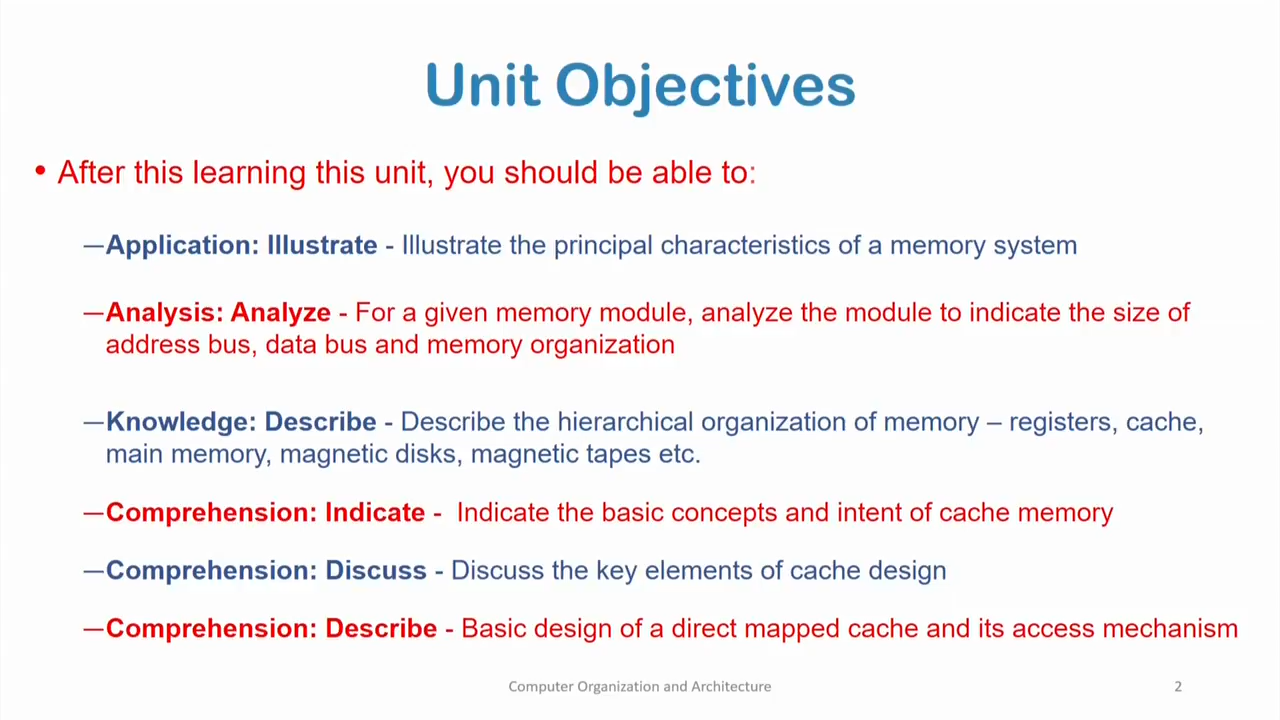 Unit Objectives
• After this learning this unit, you should be able to:
—Application: Illustrate - Illustrate the principal characteristics of a memory system
—Analysis: Analyze - For a given memory module, analyze the module to indicate the size of
address bus, data bus and memory organization
—Knowledge: Describe - Describe the hierarchical organization of memory – registers, cache,
main memory, magnetic disks, magnetic tapes etc.
—Comprehension: Indicate - Indicate the basic concepts and intent of cache memory
—Comprehension: Discuss - Discuss the key elements of cache design
—Comprehension: Describe - Basic design of a direct mapped cache and its access mechanism
Computer Organization and Architecture
2